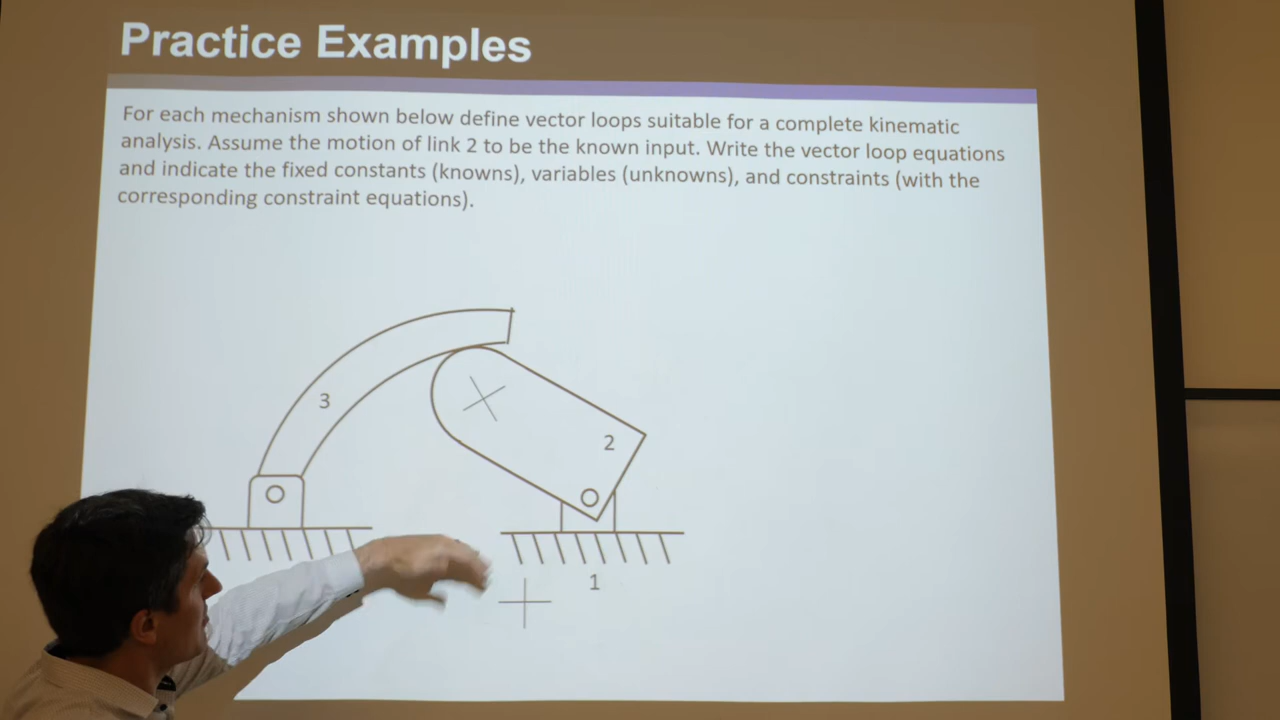 Practice Examples
For each mechanism shown below define vector loops suitable for a complete kinematic
analysis. Assume the motion of link 2 to be the known input. Write the vector loop equations
and indicate the fixed constants (knowns), variables (unknowns), and constraints (with the
corresponding constraint equations).
3
2
1